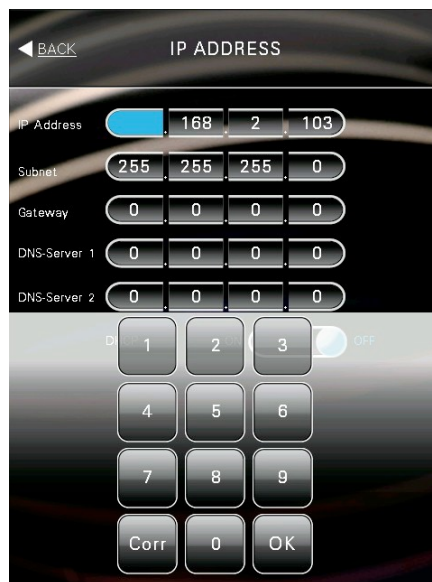 BACK IP ADDRESS
IP Address . 168 . 2 . 103
Subnet 255 . 255 . 255 . 0
Gateway 0 . 0 . 0 . 0
DNS-Server 1 0 . 0 . 0 . 0
DNS-Server 2 0 . 0 . 0 . 0
OFF
1 2 3
4 5 6
7 8 9
Corr 0 OK